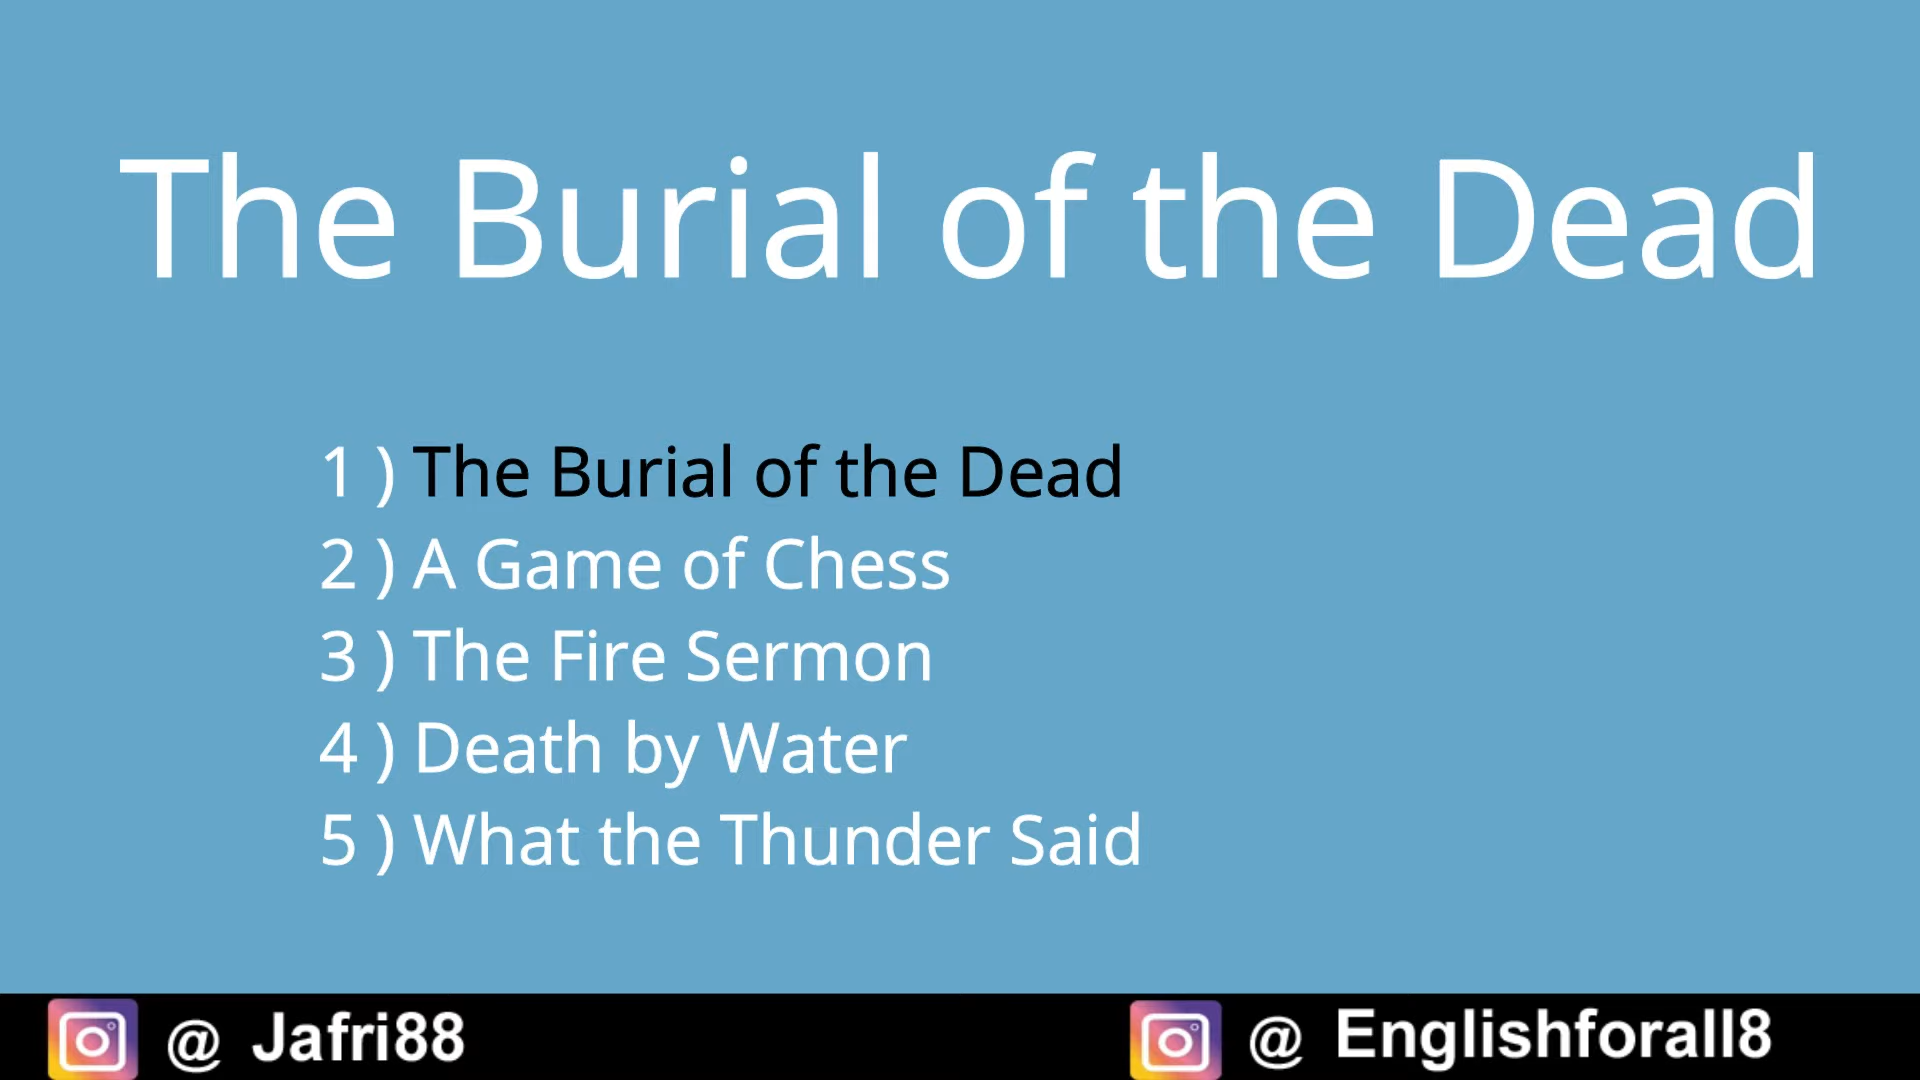 The Burial of the Dead
1 ) The Burial of the Dead
2 ) A Game of Chess
3 ) The Fire Sermon
4 ) Death by Water
5 ) What the Thunder Said
@ Jafri88
@ Englishforall8